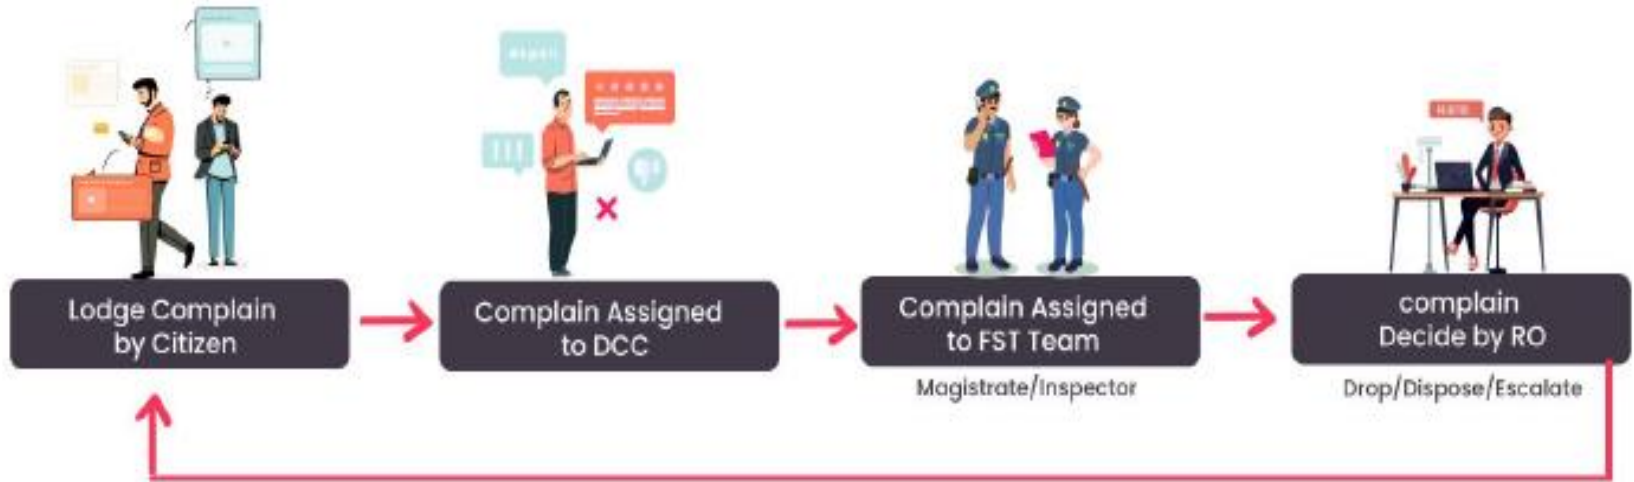 Lodge Complain
by Citizen
Complain Assigned
to DCC
Complain Assigned
to FST Team
Magistrate/Inspector
complain
Decide by RO
Drop/Dispose/Escalate